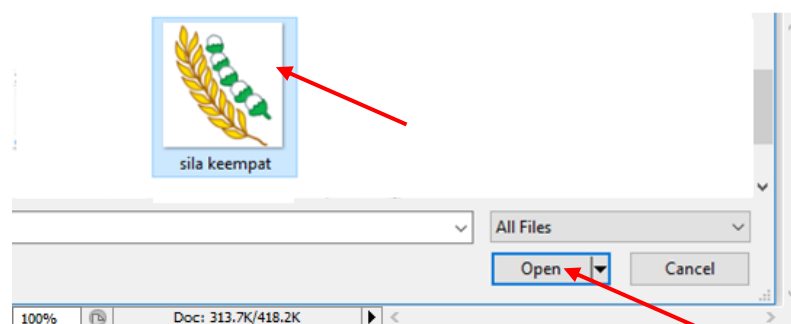 sila keempat
All Files
Open
Cancel
100%
Doc: 313.7K/418.2K